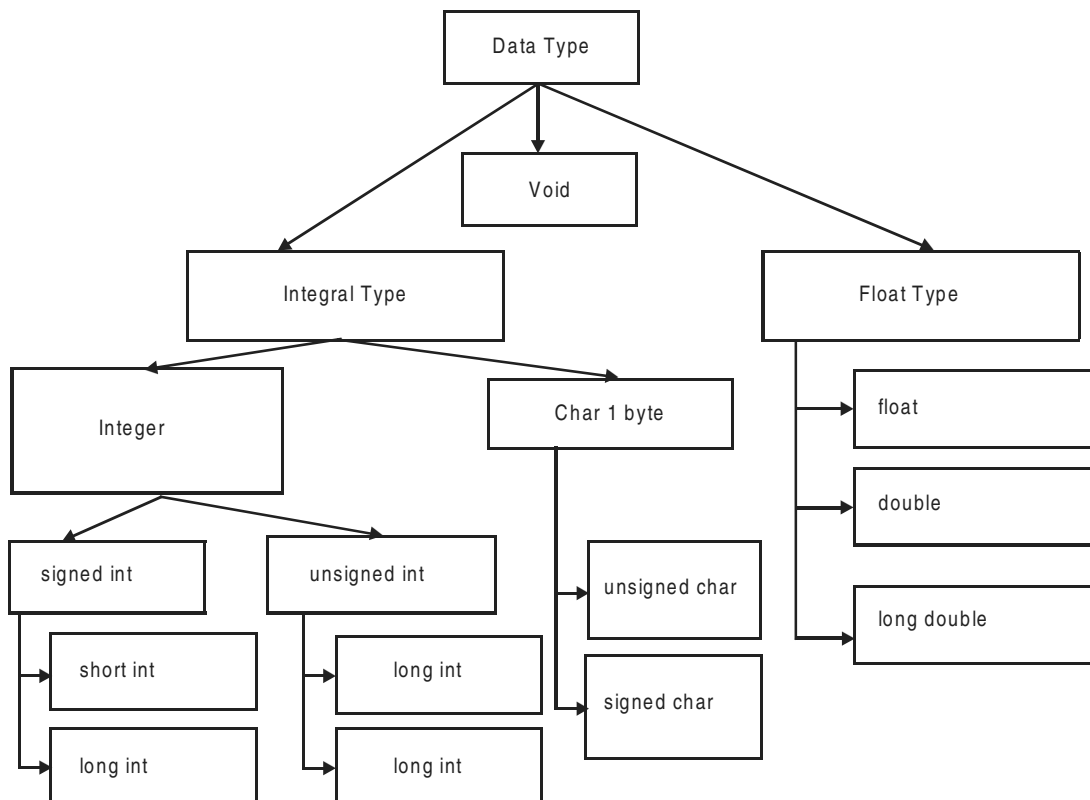 Data Type
Void
Integral Type
Float Type
Integer
Char 1 byte
float
double
long double
signed int
unsigned int
unsigned char
signed char
short int
long int
long int
long int